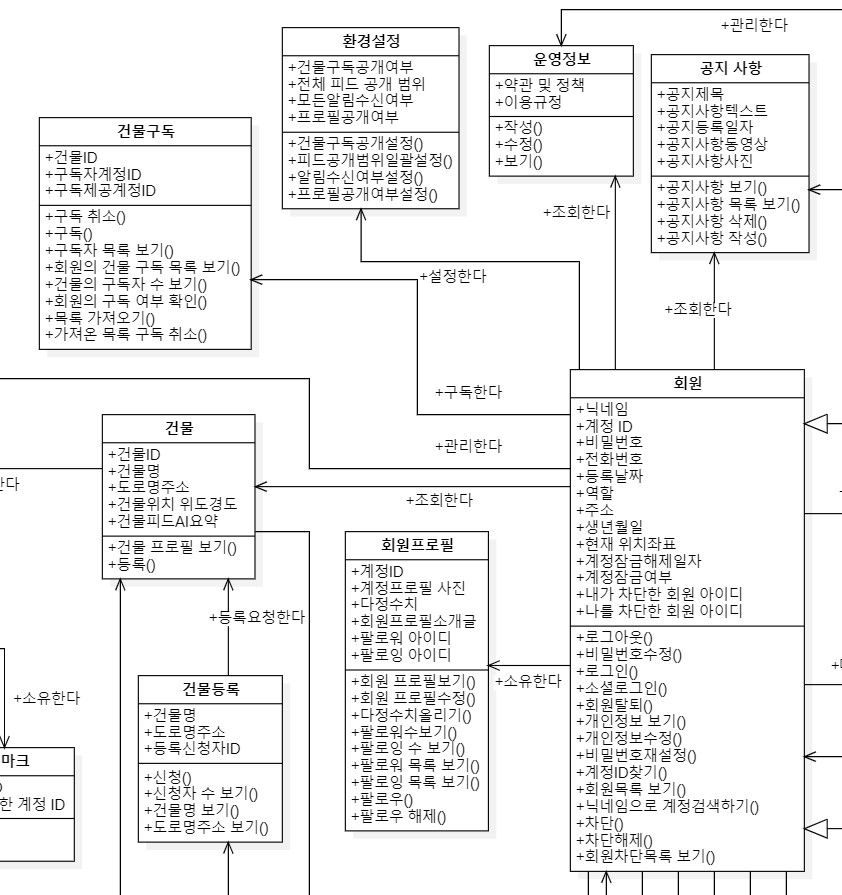 +관리한다
환경설정
+건물구독공개여부
+전체 피드 공개 범위
+모든알림수신여부
+프로필공개여부
+건물구독공개설정()
+피드공개범위일괄설정()
+알림수신여부설정()
+프로필공개여부설정()
운영정보
+약관 및 정책
+이용규정
+작성()
+수정()
+보기()
공지 사항
+공지제목
+공지사항텍스트
+공지등록일자
+공지사항동영상
+공지사항사진
+공지사항 보기()
+공지사항 목록 보기()
+공지사항 삭제()
+공지사항 작성()
건물구독
+건물ID
+구독자계정ID
+구독제공계정ID
+구독 취소()
+구독()
+구독자 목록 보기()
+회원의 건물 구독 목록 보기()
+건물의 구독자 수 보기()
+회원의 구독 여부 확인()
+목록 가져오기()
+가져온 목록 구독 취소()
+조회한다
+설정한다
+조회한다
+구독한다
+관리한다
+조회한다
회원
+닉네임
+계정 ID
+비밀번호
+전화번호
+등록날짜
+역할
+주소
+생년월일
+현재 위치좌표
+계정잠금해제일자
+계정잠금여부
+내가 차단한 회원 아이디
+나를 차단한 회원 아이디
+로그아웃()
+비밀번호수정()
+로그인()
+소셜로그인()
+회원탈퇴()
+개인정보 보기()
+개인정보수정()
+비밀번호재설정()
+계정ID찾기()
+회원목록 보기()
+닉네임으로 계정검색하기()
+차단()
+차단해제()
+회원차단목록 보기()
건물
+건물ID
+건물명
+도로명주소
+건물위치 위도경도
+건물피드AI요약
+건물 프로필 보기()
+등록()
한다
+등록요청한다
회원프로필
+계정ID
+계정프로필 사진
+다정수치
+회원프로필소개글
+팔로워 아이디
+팔로잉 아이디
+회원 프로필보기()
+회원 프로필수정()
+다정수치올리기()
+팔로워수보기()
+팔로잉 수 보기()
+팔로워 목록 보기()
+팔로잉 목록 보기()
+팔로우()
+팔로우 해제()
+소유한다
건물등록
+건물명
+도로명주소
+등록신청자ID
+신청()
+신청자 수 보기()
+건물명 보기()
+도로명주소 보기()
+소유한다
마크
한 계정 ID